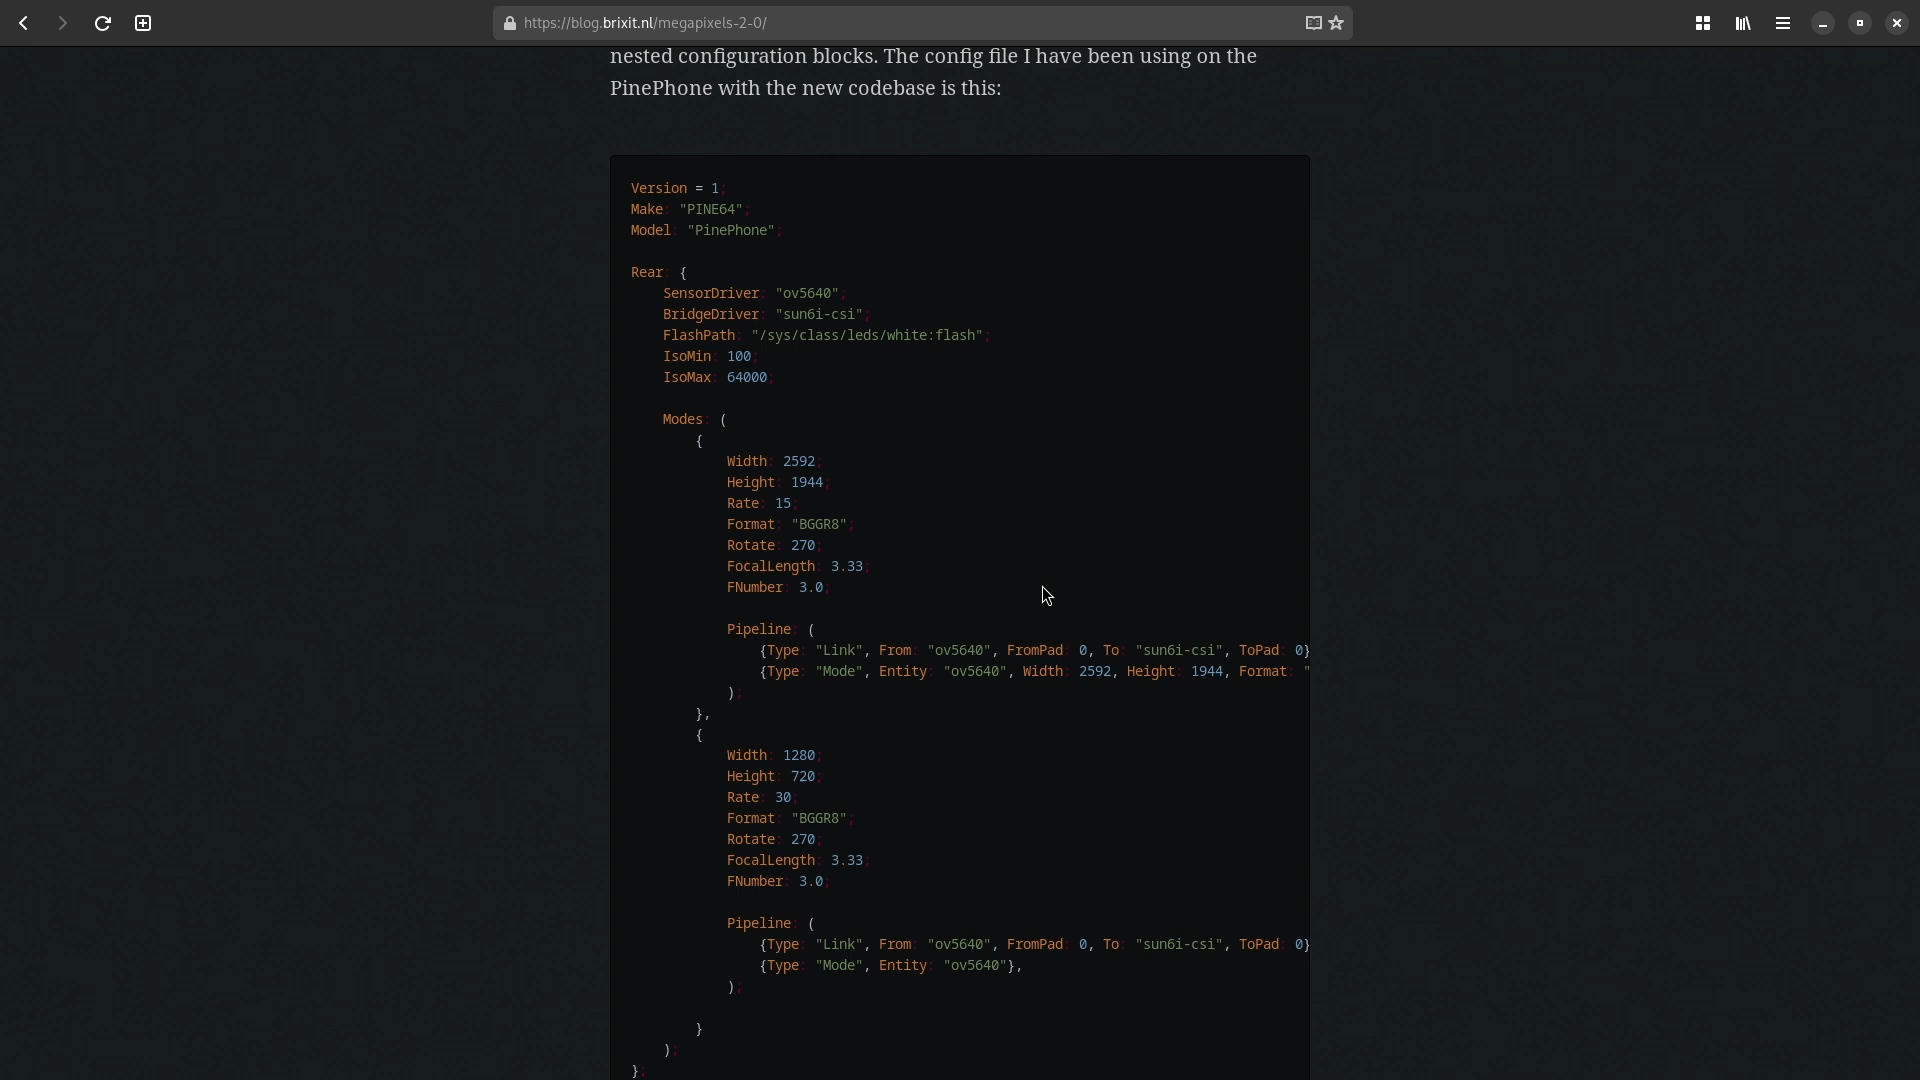 https://blog.brixit.nl/megapixels-2-0/
nested configuration blocks. The config file I have been using on the
PinePhone with the new codebase is this:
Version = 1;
Make: "PINE64";
Model: "PinePhone";
Rear: {
SensorDriver: "ov5640";
BridgeDriver: "sun6i-csi";
FlashPath: "/sys/class/leds/white:flash";
IsoMin: 100;
IsoMax: 64000;
Modes: (
{
Width: 2592;
Height: 1944;
Rate: 15;
Format: "BGGR8";
Rotate: 270;
FocalLength: 3.33;
FNumber: 3.0;
Pipeline: (
{Type: "Link", From: "ov5640", FromPad: 0, To: "sun6i-csi", ToPad: 0}
{Type: "Mode", Entity: "ov5640", Width: 2592, Height: 1944, Format: "
);
},
{
Width: 1280;
Height: 720;
Rate: 30;
Format: "BGGR8";
Rotate: 270;
FocalLength: 3.33;
FNumber: 3.0;
Pipeline: (
{Type: "Link", From: "ov5640", FromPad: 0, To: "sun6i-csi", ToPad: 0}
{Type: "Mode", Entity: "ov5640"},
);
}
);
};